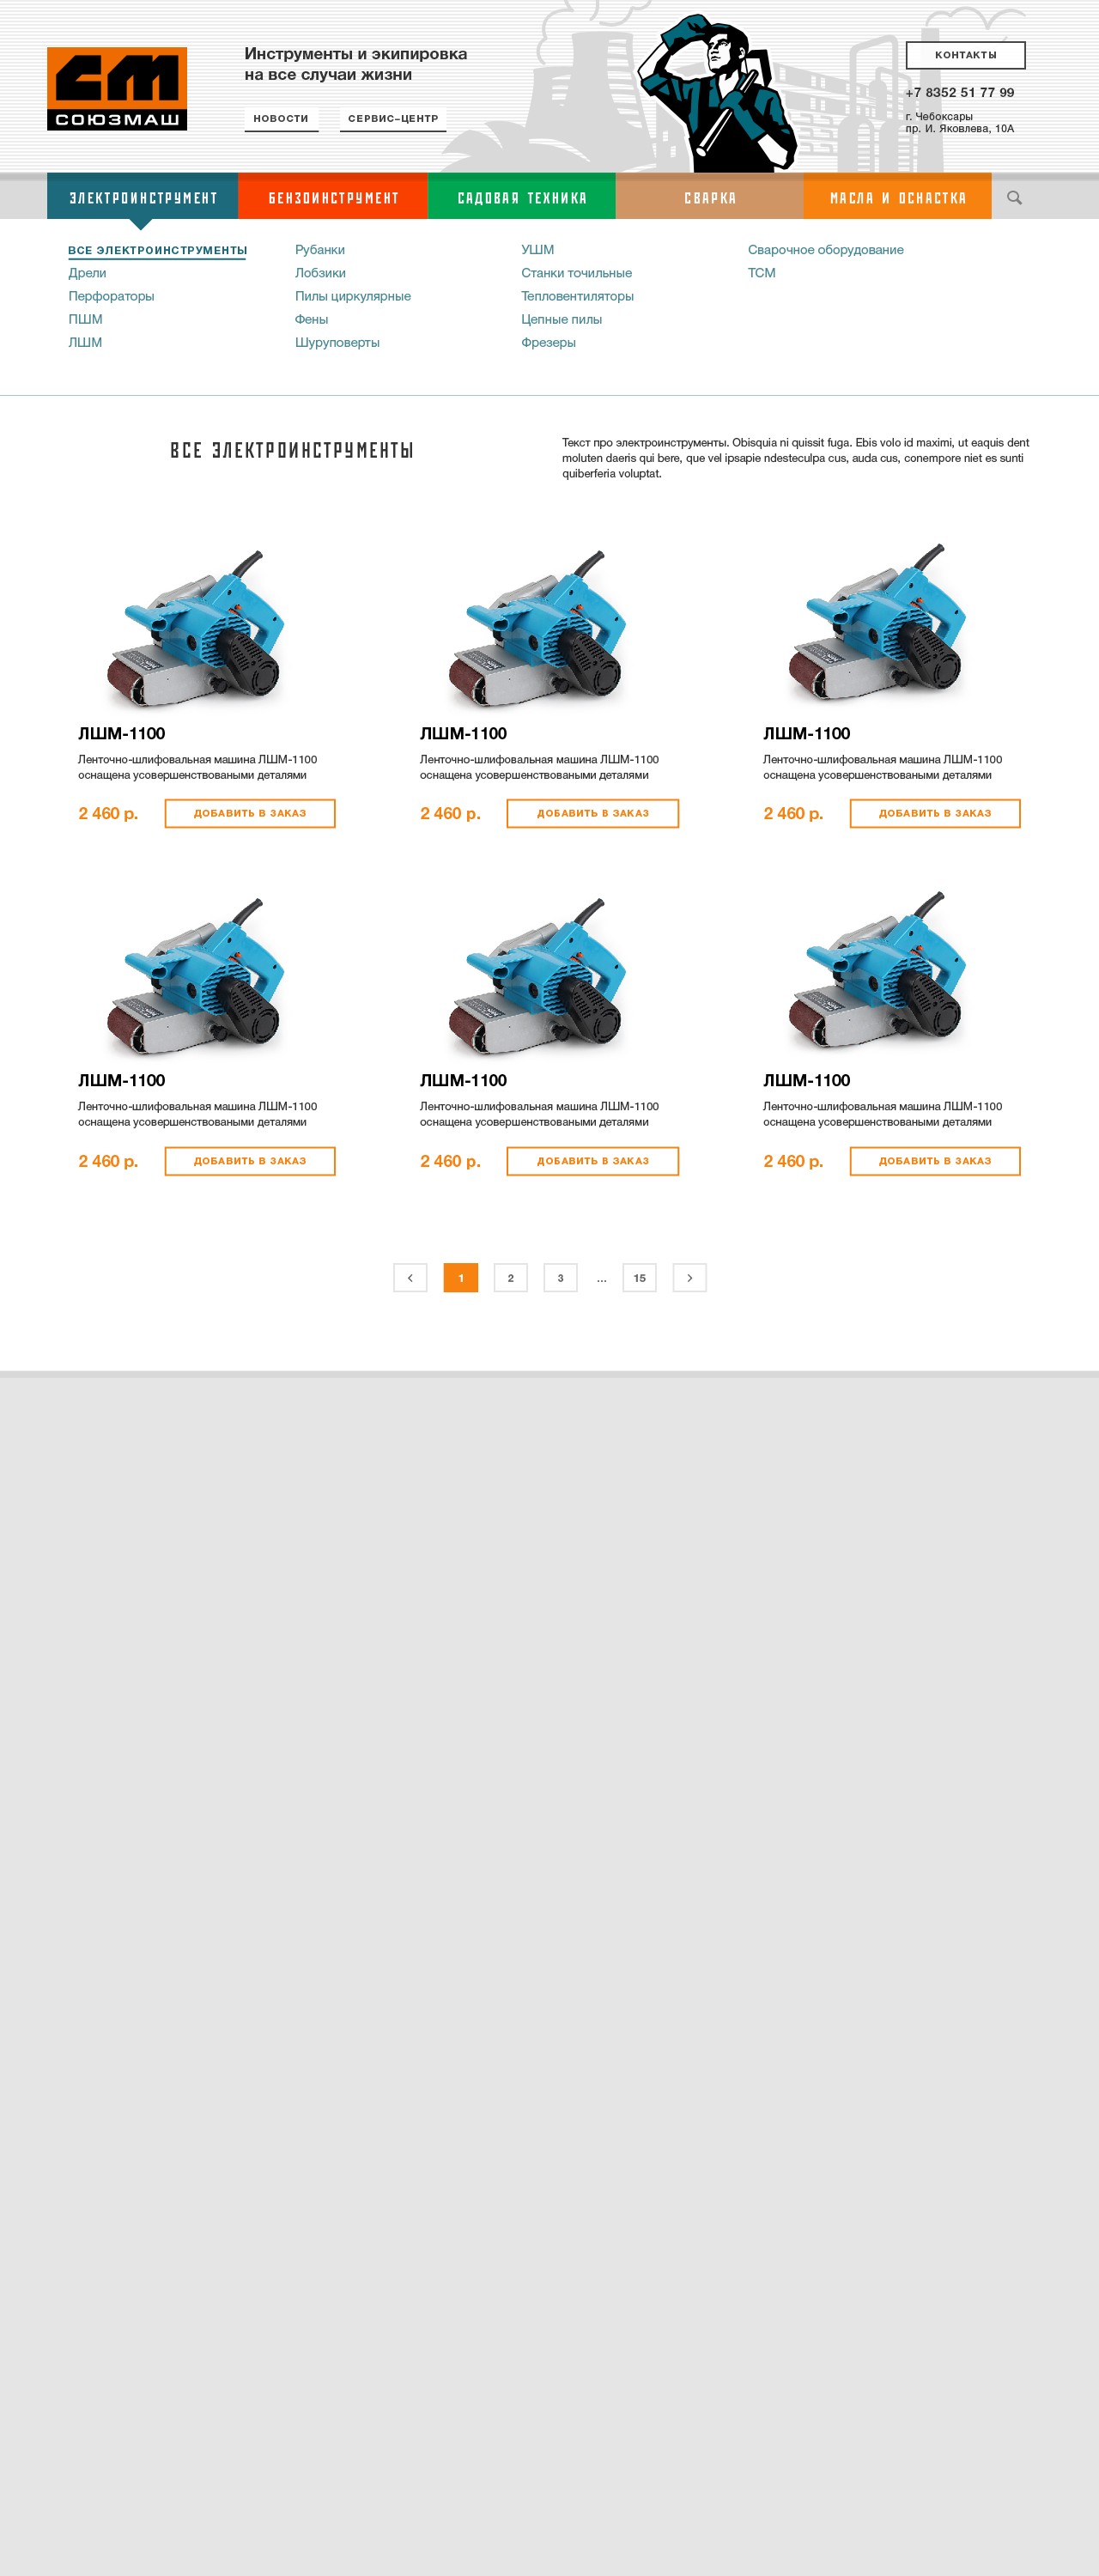 СМ
СОЮЗМАШ
Инструменты и экипировка
на все случаи жизни
НОВОСТИ
СЕРВИС–ЦЕНТР
КОНТАКТЫ
+7 8352 51 77 99
г. Чебоксары
пр. И. Яковлева, 10А
ЭЛЕКТРОИНСТРУМЕНТ
БЕНЗОИНСТРУМЕНТ
САДОВАЯ ТЕХНИКА
СВАРКА
МАСЛА И ОСНАСТКА
ВСЕ ЭЛЕКТРОИНСТРУМЕНТЫ
Дрели
Перфораторы
ПШМ
ЛШМ
Рубанки
Лобзики
Пилы циркулярные
Фены
Шуруповерты
УШМ
Станки точильные
Тепловентиляторы
Цепные пилы
Фрезеры
Сварочное оборудование
ТСМ
ВСЕ ЭЛЕКТРОИНСТРУМЕНТЫ
Текст про электроинструменты. Obisquia ni quissit fuga. Ebis volo id maximi, ut eaquis dent
moluten daeris qui bere, que vel ipsapie ndesteculpa cus, auda cus, conempore niet es sunti
quiberferia voluptat.
ЛШМ-1100
Ленточно-шлифовальная машина ЛШМ-1100
оснащена усовершенствоваными деталями
2 460 р.
ДОБАВИТЬ В ЗАКАЗ
ЛШМ-1100
Ленточно-шлифовальная машина ЛШМ-1100
оснащена усовершенствоваными деталями
2 460 р.
ДОБАВИТЬ В ЗАКАЗ
ЛШМ-1100
Ленточно-шлифовальная машина ЛШМ-1100
оснащена усовершенствоваными деталями
2 460 р.
ДОБАВИТЬ В ЗАКАЗ
ЛШМ-1100
Ленточно-шлифовальная машина ЛШМ-1100
оснащена усовершенствоваными деталями
2 460 р.
ДОБАВИТЬ В ЗАКАЗ
ЛШМ-1100
Ленточно-шлифовальная машина ЛШМ-1100
оснащена усовершенствоваными деталями
2 460 р.
ДОБАВИТЬ В ЗАКАЗ
ЛШМ-1100
Ленточно-шлифовальная машина ЛШМ-1100
оснащена усовершенствоваными деталями
2 460 р.
ДОБАВИТЬ В ЗАКАЗ
1 2 3 ... 15